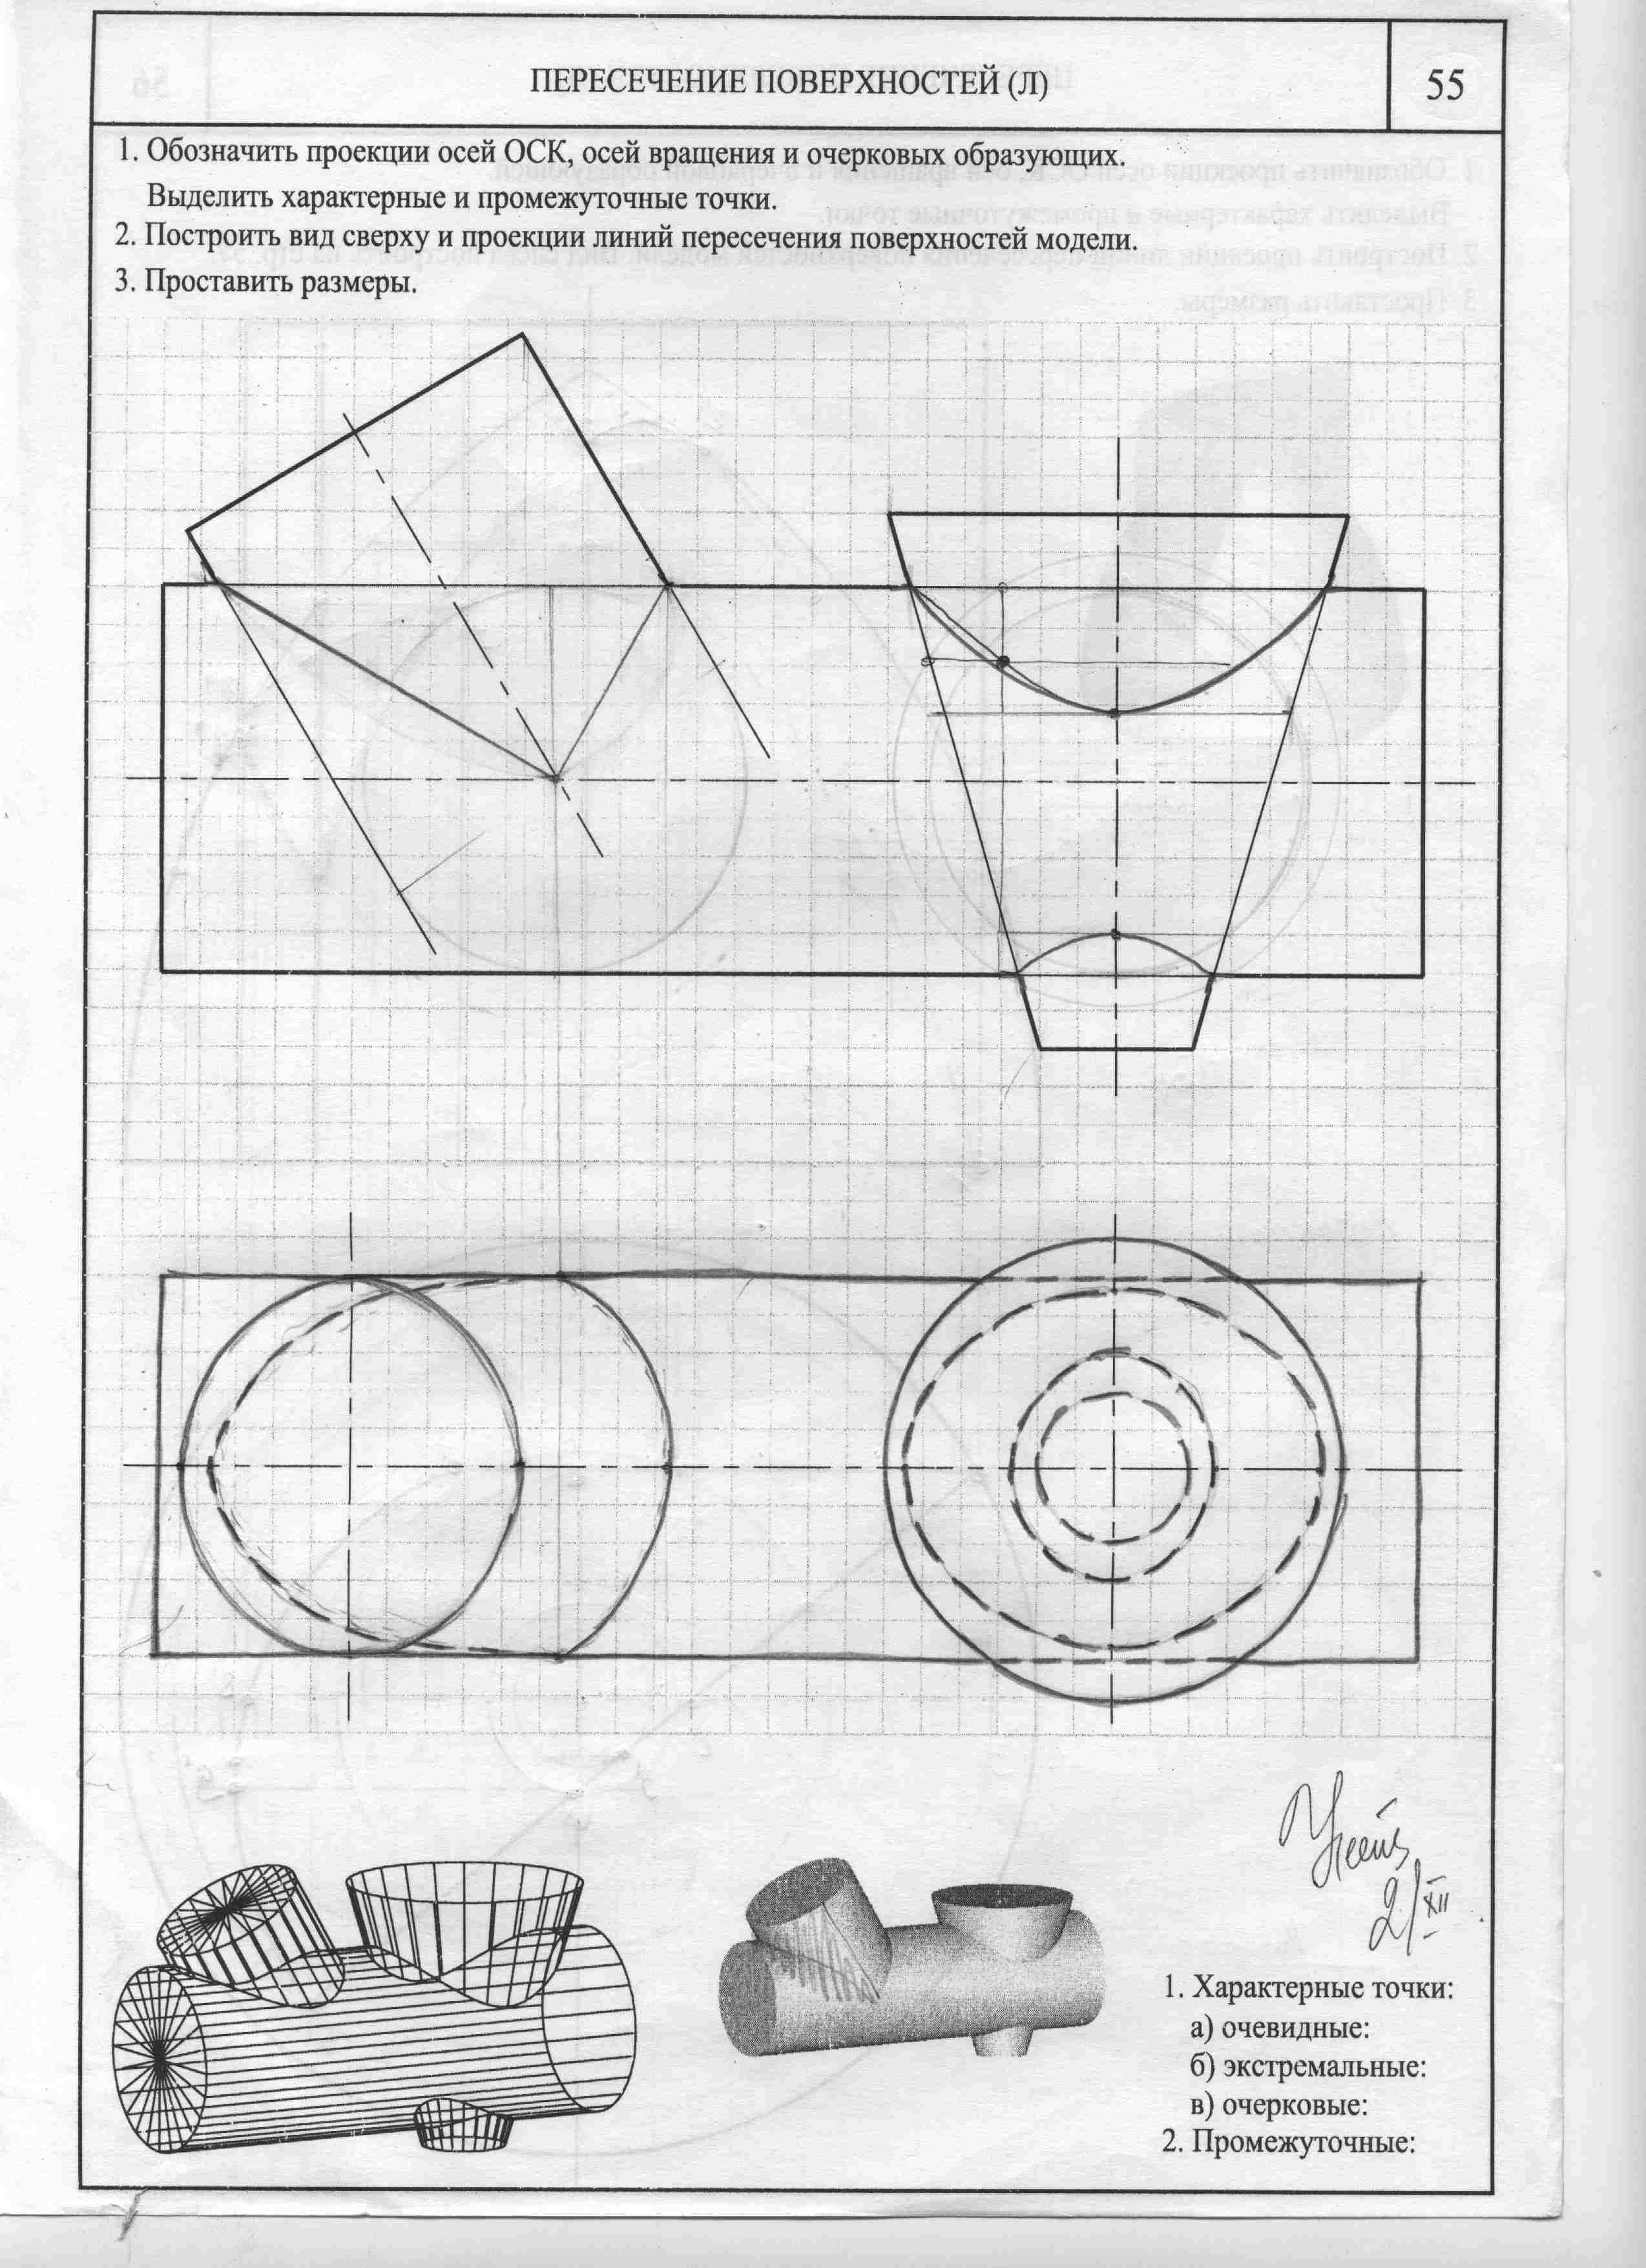 ПЕРЕСЕЧЕНИЕ ПОВЕРХНОСТЕЙ (Л)
55
1. Обозначить проекции осей ОСК, осей вращения и очерковых образующих.
Выделить характерные и промежуточные точки.
2. Построить вид сверху и проекции линий пересечения поверхностей модели.
3. Проставить размеры.
2/XII
1. Характерные точки:
а) очевидные:
б) экстремальные:
в) очерковые:
2. Промежуточные: